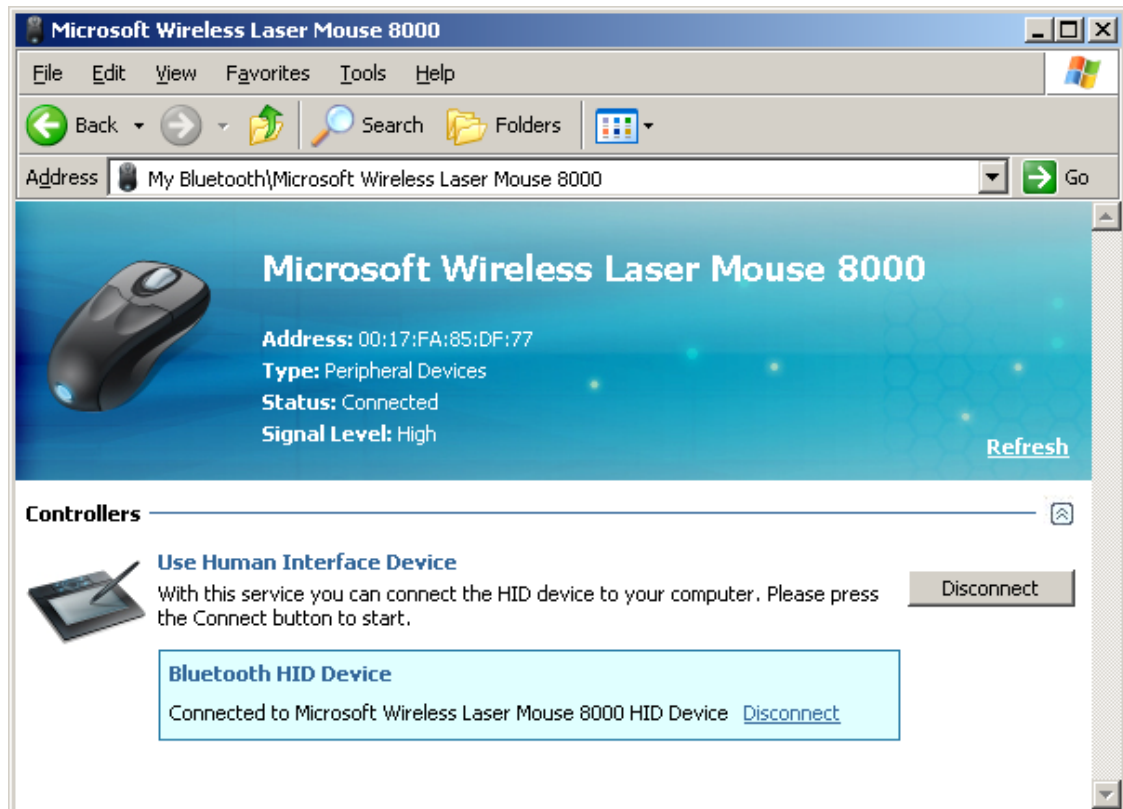 Microsoft Wireless Laser Mouse 8000
File Edit View Favorites Tools Help
Back Search Folders
Address My Bluetooth\Microsoft Wireless Laser Mouse 8000 Go
Microsoft Wireless Laser Mouse 8000
Address: 00:17:FA:85:DF:77
Type: Peripheral Devices
Status: Connected
Signal Level: High
Refresh
Controllers
Use Human Interface Device
With this service you can connect the HID device to your computer. Please press
the Connect button to start.
Disconnect
Bluetooth HID Device
Connected to Microsoft Wireless Laser Mouse 8000 HID Device Disconnect